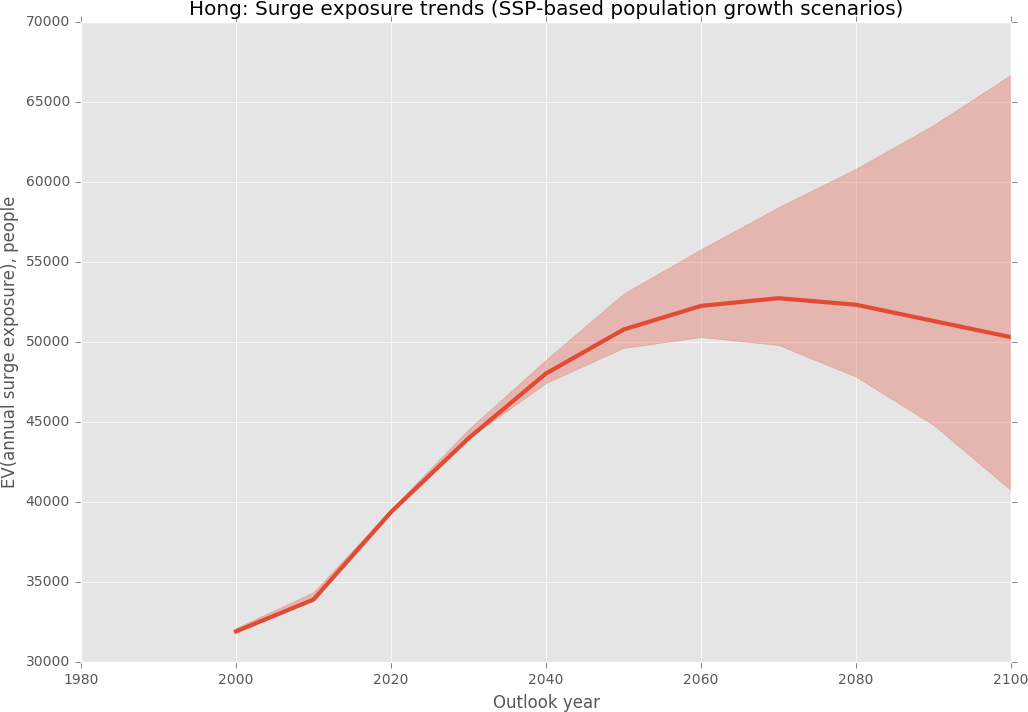 Hong: Surge exposure trends (SSP-based population growth scenarios)
70000
65000
60000
55000
50000
45000
40000
35000
30000
EV(annual surge exposure), people
1980 2000 2020 2040 2060 2080 2100
Outlook year